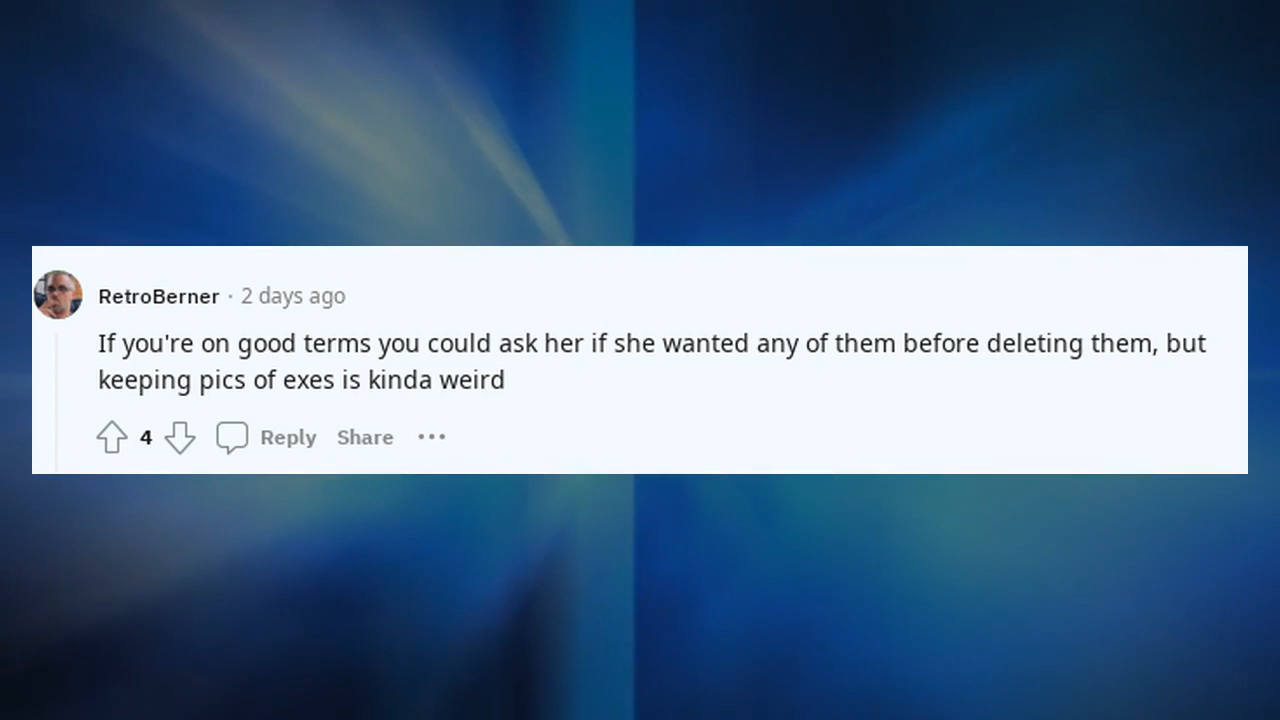 RetroBerner · 2 days ago
If you're on good terms you could ask her if she wanted any of them before deleting them, but
keeping pics of exes is kinda weird
4 Reply Share ···